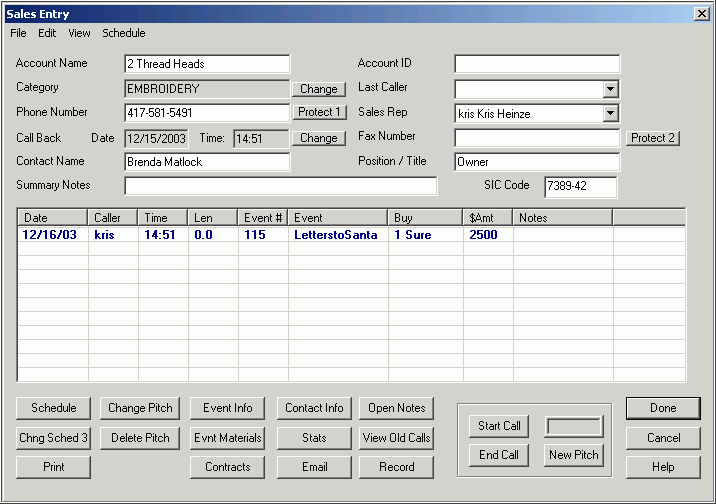 Sales Entry
File Edit View Schedule
Account Name 2 Thread Heads Account ID
Category EMBROIDERY Change Last Caller
Phone Number 417-581-5491 Protect 1 Sales Rep kris Kris Heinze
Call Back Date 12/15/2003 Time: 14:51 Change Fax Number Protect 2
Contact Name Brenda Matlock Position / Title Owner
Summary Notes SIC Code 7389-42
Date Caller Time Len Event # Event Buy $Amt Notes
12/16/03 kris 14:51 0.0 115 LetterstoSanta 1 Sure 2500
Schedule Change Pitch Event Info Contact Info Open Notes Done
Start Call
Chng Sched 3 Delete Pitch Evnt Materials Stats View Old Calls Cancel
End Call New Pitch
Print Contracts Email Record Help